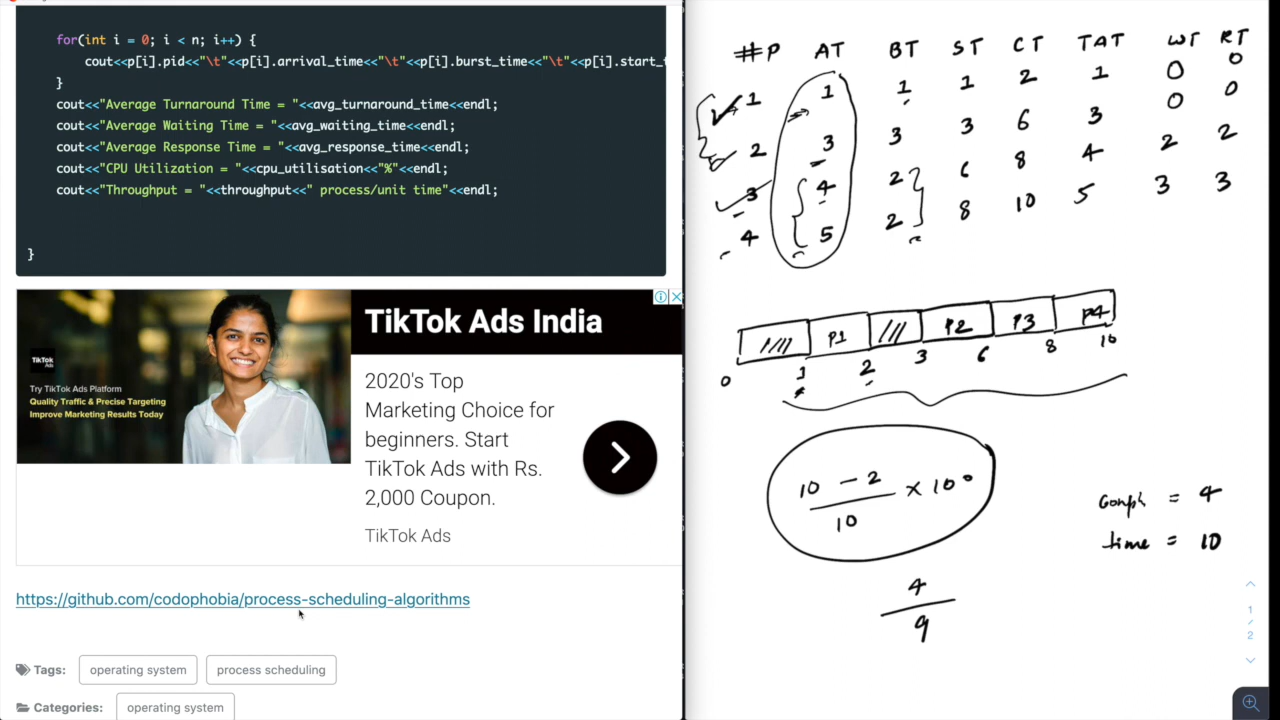 for(int i = 0; i < n; i++) {
cout<<p[i].pid<<"\t"<<p[i].arrival_time<<"\t"<<p[i].burst_time<<"\t"<<p[i].start_t
}
cout<<"Average Turnaround Time = "<<avg_turnaround_time<<endl;
cout<<"Average Waiting Time = "<<avg_waiting_time<<endl;
cout<<"Average Response Time = "<<avg_response_time<<endl;
cout<<"CPU Utilization = "<<cpu_utilisation<<"%"<<endl;
cout<<"Throughput = "<<throughput<<" process/unit time"<<endl;
}
TikTok Ads
Try TikTok Ads Platform
Quality Traffic & Precise Targeting
Improve Marketing Results Today
TikTok Ads India
2020's Top
Marketing Choice for
beginners. Start
TikTok Ads with Rs.
2,000 Coupon.
TikTok Ads
https://github.com/codophobia/process-scheduling-algorithms
Tags: operating system process scheduling
Categories: operating system
#P AT BT ST CT TAT WT RT
1 1 1 1 2 1 0 0
2 3 3 3 6 3 0 0
3 4 2 6 8 4 2 2
4 5 2 8 10 5 3 3
P1 P2 P3 P4
0 1 2 3 6 8 10
10 - 2
10
× 100
= 4
time = 10
4
9
1
/
2